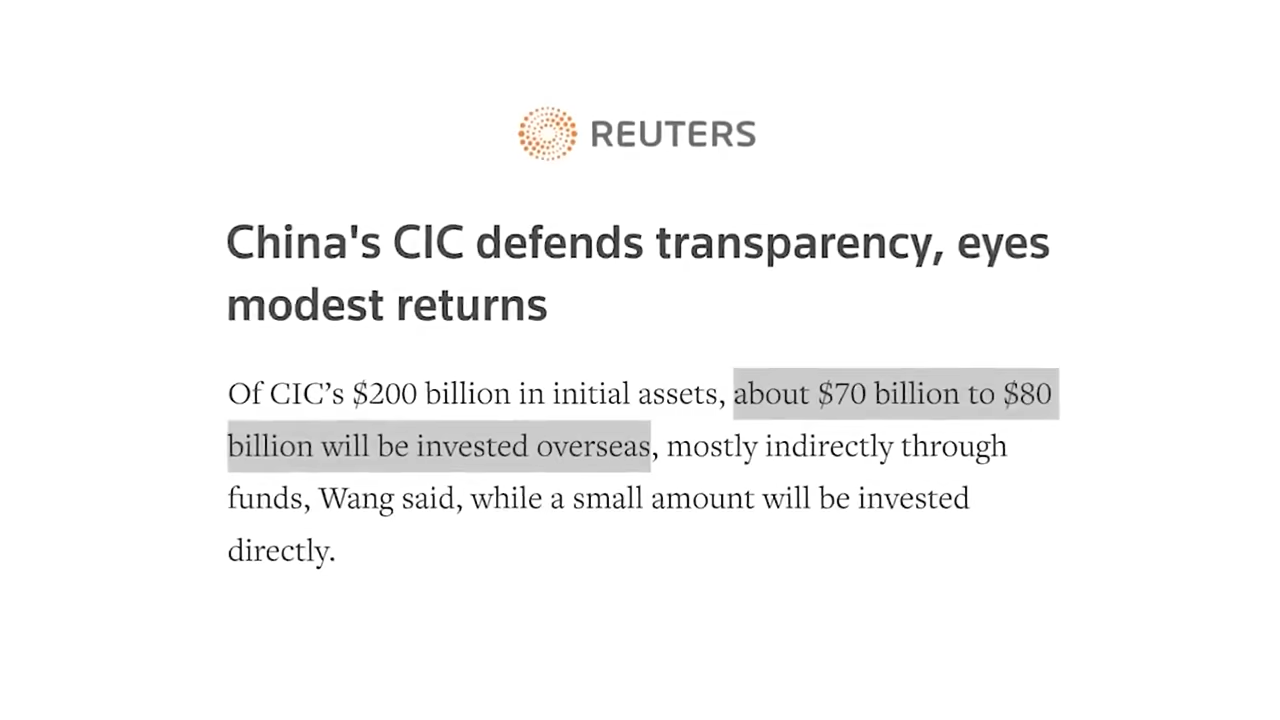 REUTERS
China's CIC defends transparency, eyes
modest returns
Of CIC’s $200 billion in initial assets, about $70 billion to $80
billion will be invested overseas, mostly indirectly through
funds, Wang said, while a small amount will be invested
directly.